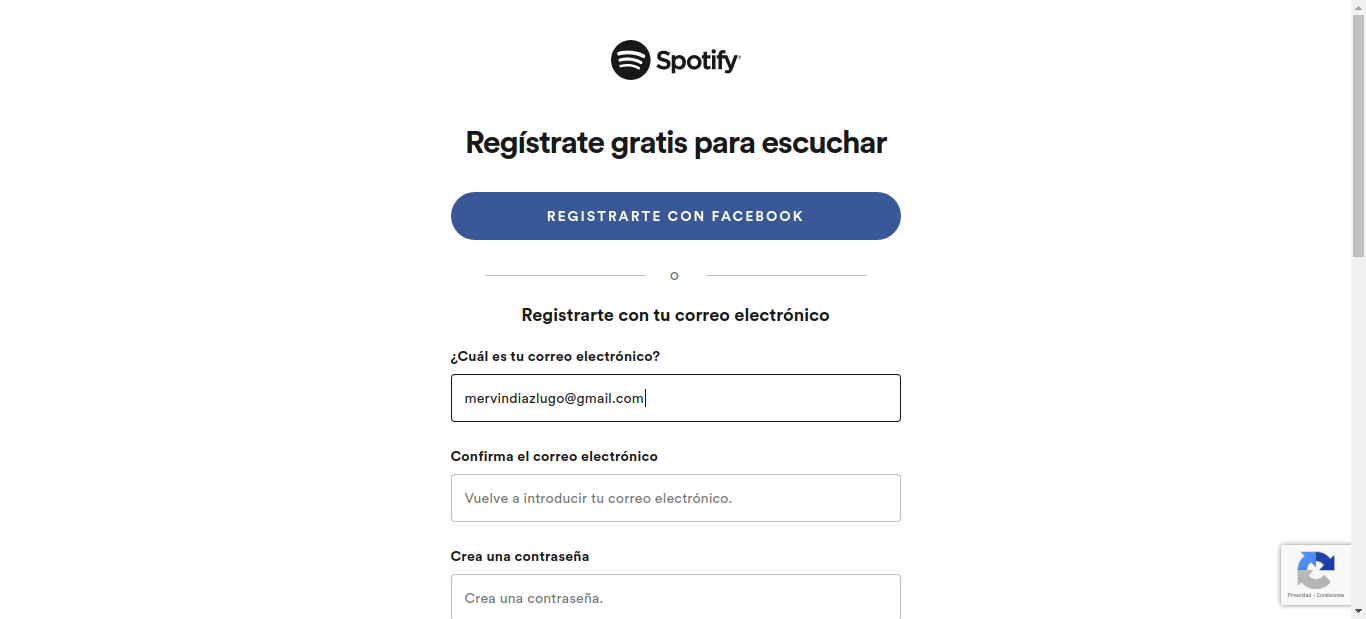 Spotify
Regístrate gratis para escuchar
REGISTRARTE CON FACEBOOK
o
Registrarte con tu correo electrónico
¿Cuál es tu correo electrónico?
mervindiazlugo@gmail.com
Confirma el correo electrónico
Vuelve a introducir tu correo electrónico.
Crea una contraseña
Crea una contraseña.
Privacidad - Condiciones